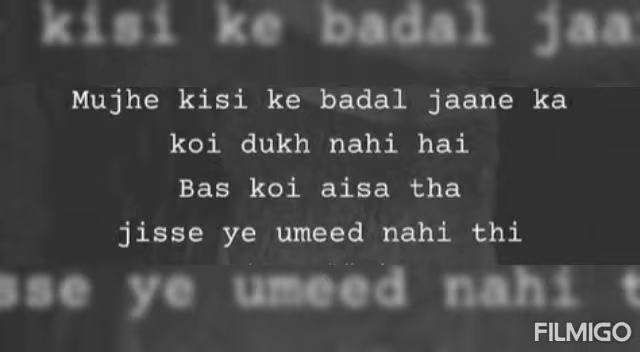 kisi ke badal jaa
Mujhe kisi ke badal jaane ka
koi dukh nahi hai
Bas koi aisa tha
jisse ye umeed nahi thi
sse ye umeed nahi t
FILMIGO